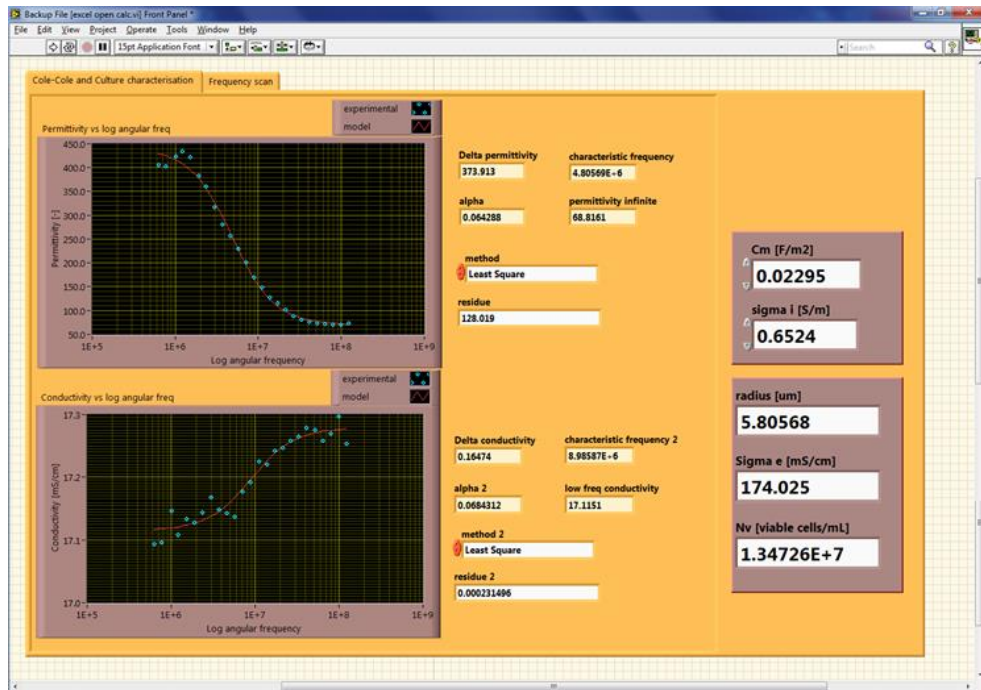 Backup File [excel open calc.vi] Front Panel *
File Edit View Project Operate Tools Window Help
15pt Application Font
Search
Cole-Cole and Culture characterisation
Frequency scan
experimental
model
Permittivity vs log angular freq
450.0
400.0
350.0
300.0
250.0
200.0
150.0
100.0
50.0
Permittivity [-]
1E+5 1E+6 1E+7 1E+8 1E+9
Log angular frequency
Delta permittivity
373.913
characteristic frequency
4.80569E+6
alpha
0.064288
permittivity infinite
68.8161
method
Least Square
residue
128.019
experimental
model
Conductivity vs log angular freq
17.3
17.2
17.1
17.0
Conductivity [mS/cm]
1E+5 1E+6 1E+7 1E+8 1E+9
Log angular frequency
Delta conductivity
0.16474
characteristic frequency 2
8.98587E+6
alpha 2
0.0684312
low freq conductivity
17.1151
method 2
Least Square
residue 2
0.000231496
Cm [F/m2]
0.02295
sigma i [S/m]
0.6524
radius [um]
5.80568
Sigma e [mS/cm]
174.025
Nv [viable cells/mL]
1.34726E+7